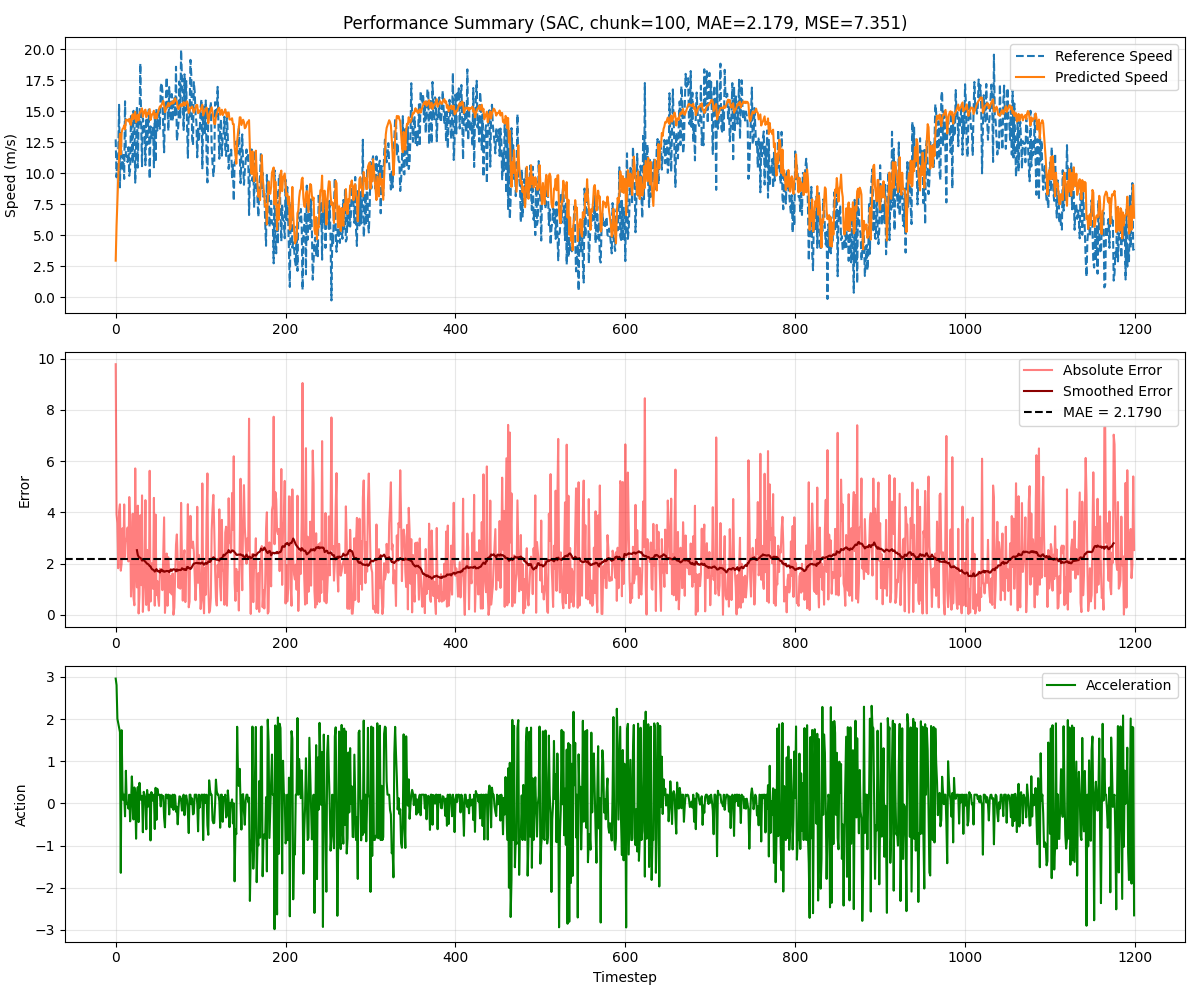 Performance Summary (SAC, chunk=100, MAE=2.179, MSE=7.351)
Speed (m/s)
20.0
17.5
15.0
12.5
10.0
7.5
5.0
2.5
0.0
Reference Speed
Predicted Speed
0 200 400 600 800 1000 1200
Error
10
8
6
4
2
0
Absolute Error
Smoothed Error
MAE = 2.1790
0 200 400 600 800 1000 1200
Action
3
2
1
0
−1
−2
−3
Acceleration
0 200 400 600 800 1000 1200
Timestep